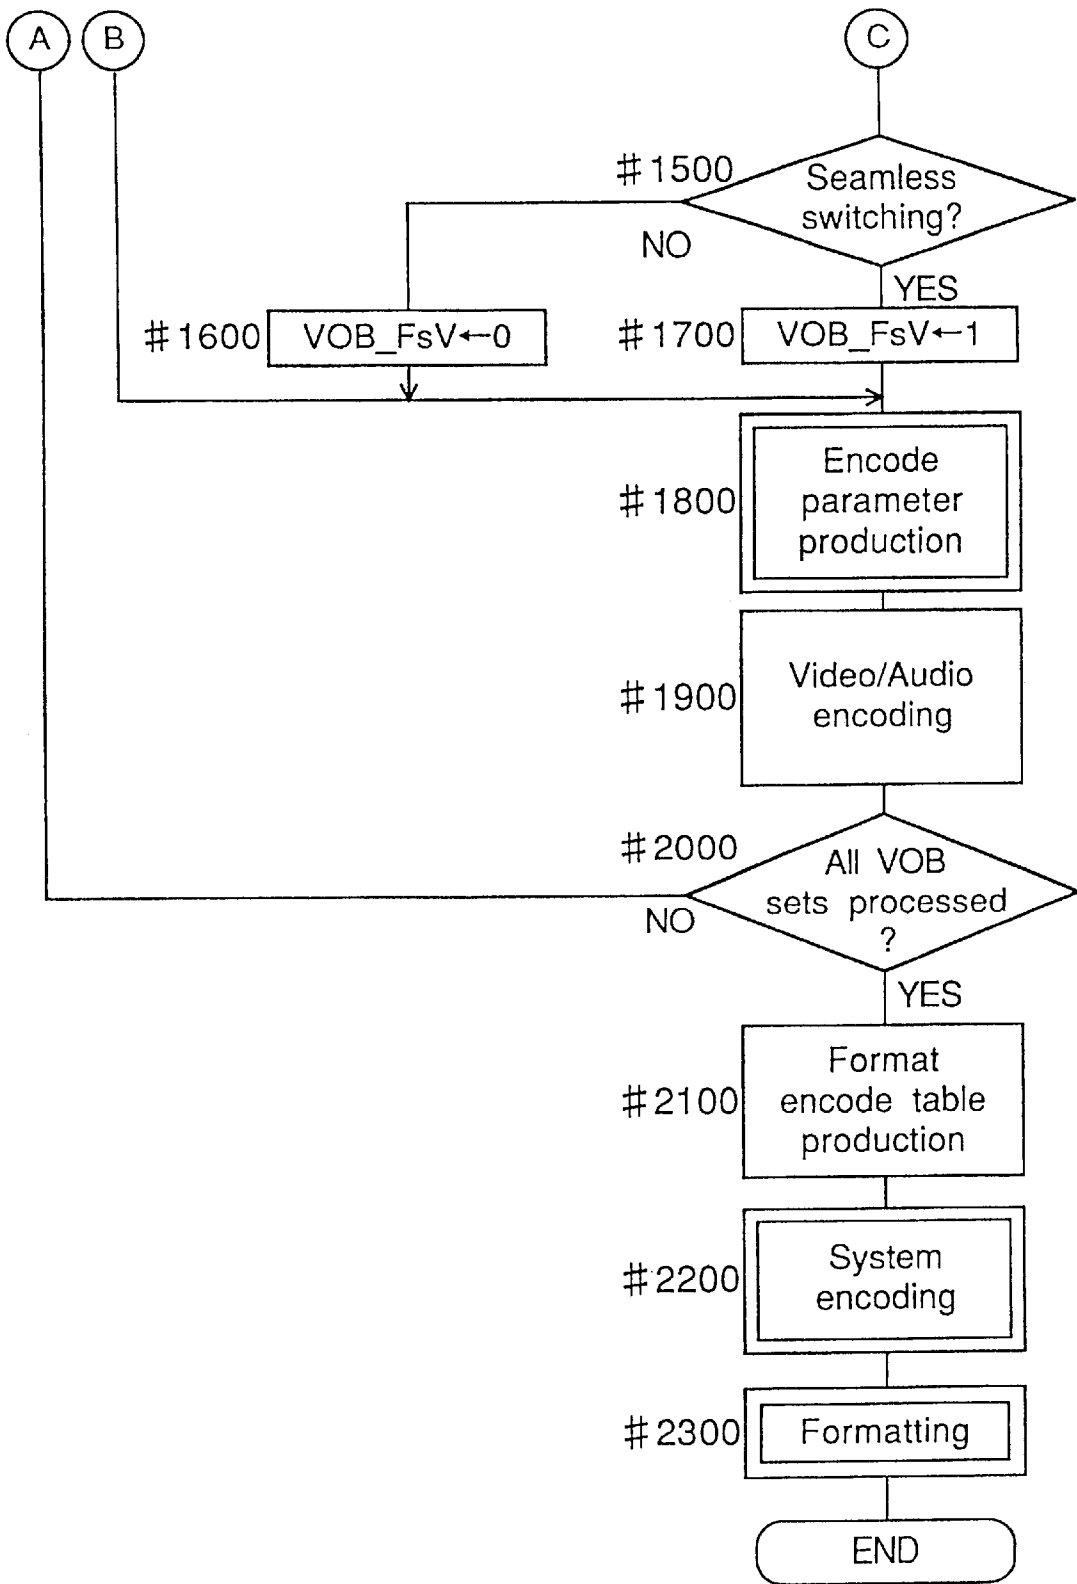 A B C
#1500
Seamless
switching?
NO
YES
#1600 VOB_FsV←0
#1700 VOB_FsV←1
#1800
Encode
parameter
production
#1900
Video/Audio
encoding
#2000
All VOB
sets processed
?
NO
YES
#2100
Format
encode table
production
#2200
System
encoding
#2300 Formatting
END